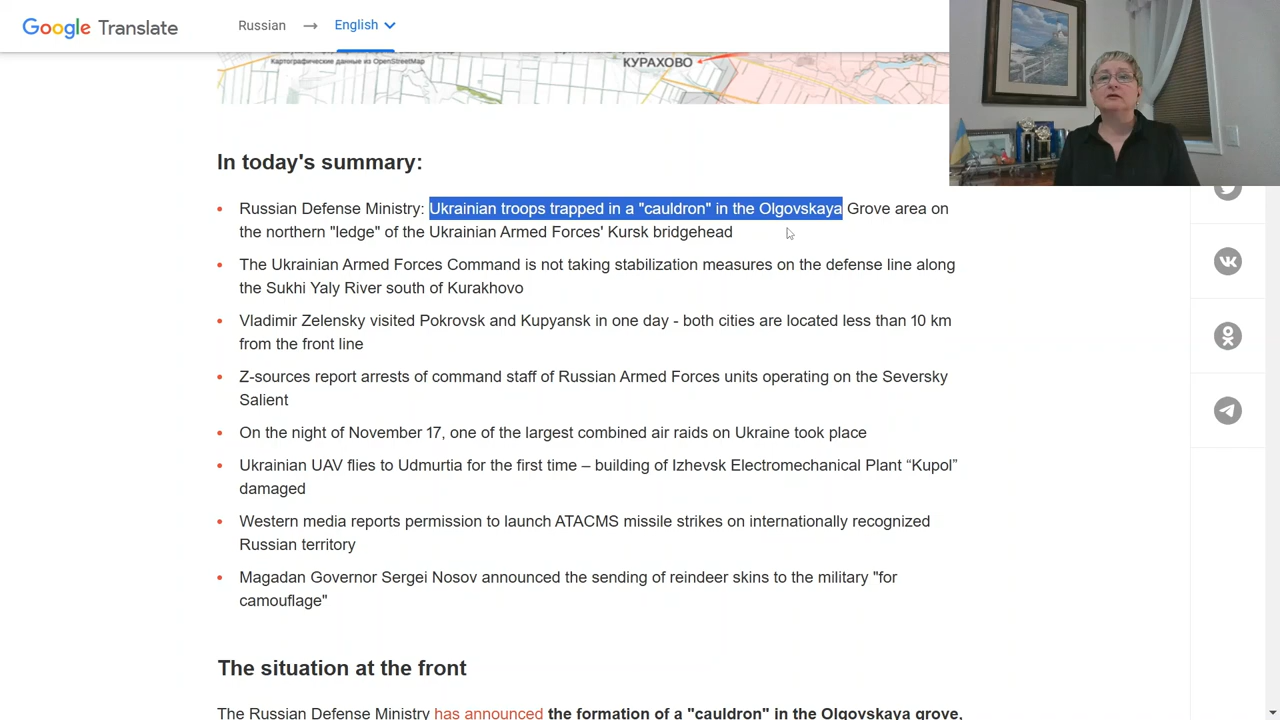 Google Translate
Russian → English
Картографические данные из OpenStreetMap
КУРАХОВО
In today's summary:
• Russian Defense Ministry: Ukrainian troops trapped in a "cauldron" in the Olgovskaya Grove area on
the northern "ledge" of the Ukrainian Armed Forces' Kursk bridgehead
• The Ukrainian Armed Forces Command is not taking stabilization measures on the defense line along
the Sukhi Yaly River south of Kurakhovo
• Vladimir Zelensky visited Pokrovsk and Kupyansk in one day - both cities are located less than 10 km
from the front line
• Z-sources report arrests of command staff of Russian Armed Forces units operating on the Seversky
Salient
• On the night of November 17, one of the largest combined air raids on Ukraine took place
• Ukrainian UAV flies to Udmurtia for the first time – building of Izhevsk Electromechanical Plant “Kupol”
damaged
• Western media reports permission to launch ATACMS missile strikes on internationally recognized
Russian territory
• Magadan Governor Sergei Nosov announced the sending of reindeer skins to the military "for
camouflage"
The situation at the front
The Russian Defense Ministry has announced the formation of a "cauldron" in the Olgovskaya grove,